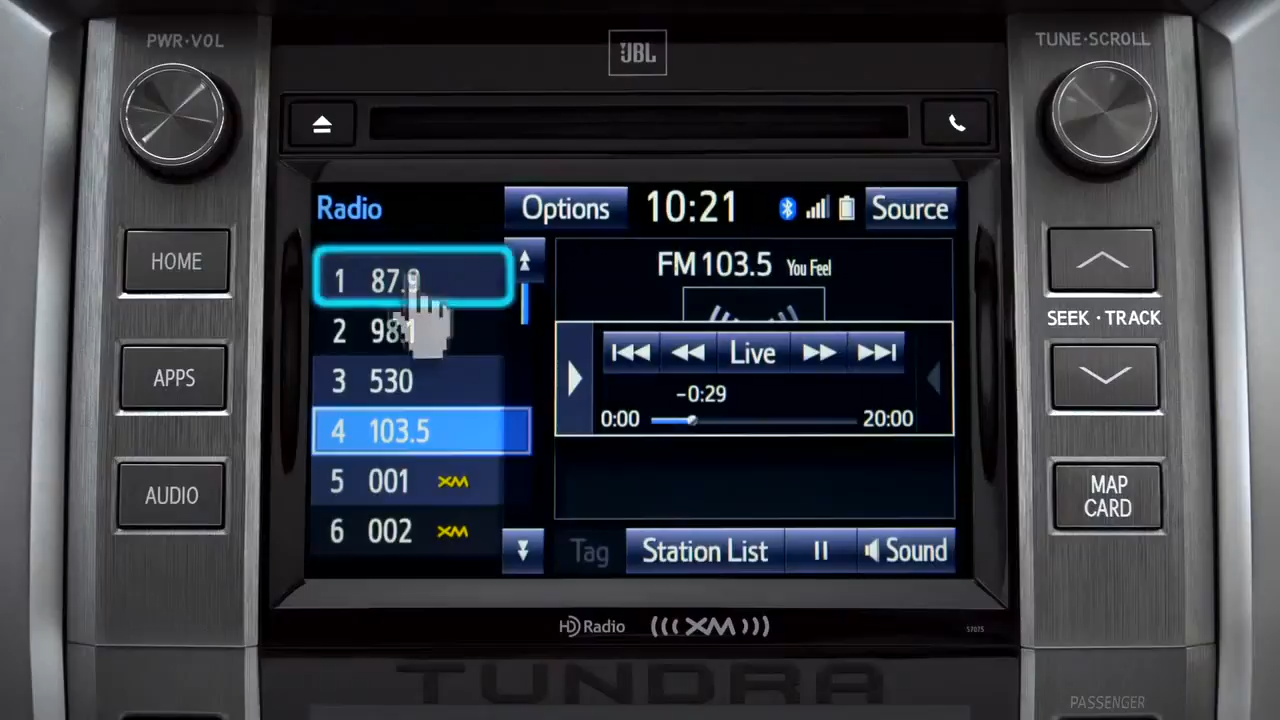 PWR·VOL
JBL
TUNE·SCROLL
HOME
APPS
AUDIO
Radio
Options
10:21
Source
1 87.9
2 98.1
3 530
4 103.5
5 001 XM
6 002 XM
FM 103.5 You Feel
Live
-0:29
0:00
20:00
Tag
Station List
Sound
SEEK·TRACK
MAP
CARD
HD Radio
(((XM)))
57075
TUNDRA
PASSENGER